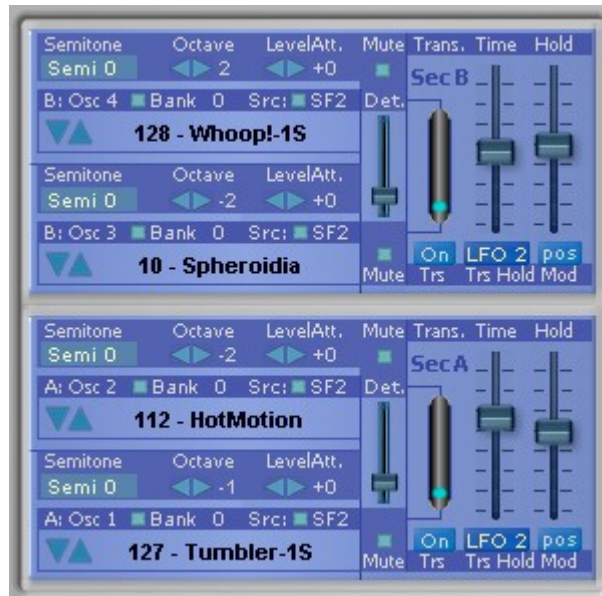 Semitone Octave LevelAtt. Mute Trans. Time Hold
Semi 0 2 +0
Sec B
B: Osc 4 Bank 0 Src: SF2 Det.
128 - Whoop!-1S
Semitone Octave LevelAtt.
Semi 0 -2 +0
B: Osc 3 Bank 0 Src: SF2
On LFO 2 pos
10 - Spheroidia
Mute Trs Trs Hold Mod
Semitone Octave LevelAtt. Mute Trans. Time Hold
Semi 0 -2 +0
Sec A
A: Osc 2 Bank 0 Src: SF2 Det.
112 - HotMotion
Semitone Octave LevelAtt.
Semi 0 -1 +0
A: Osc 1 Bank 0 Src: SF2
On LFO 2 pos
127 - Tumbler-1S
Mute Trs Trs Hold Mod